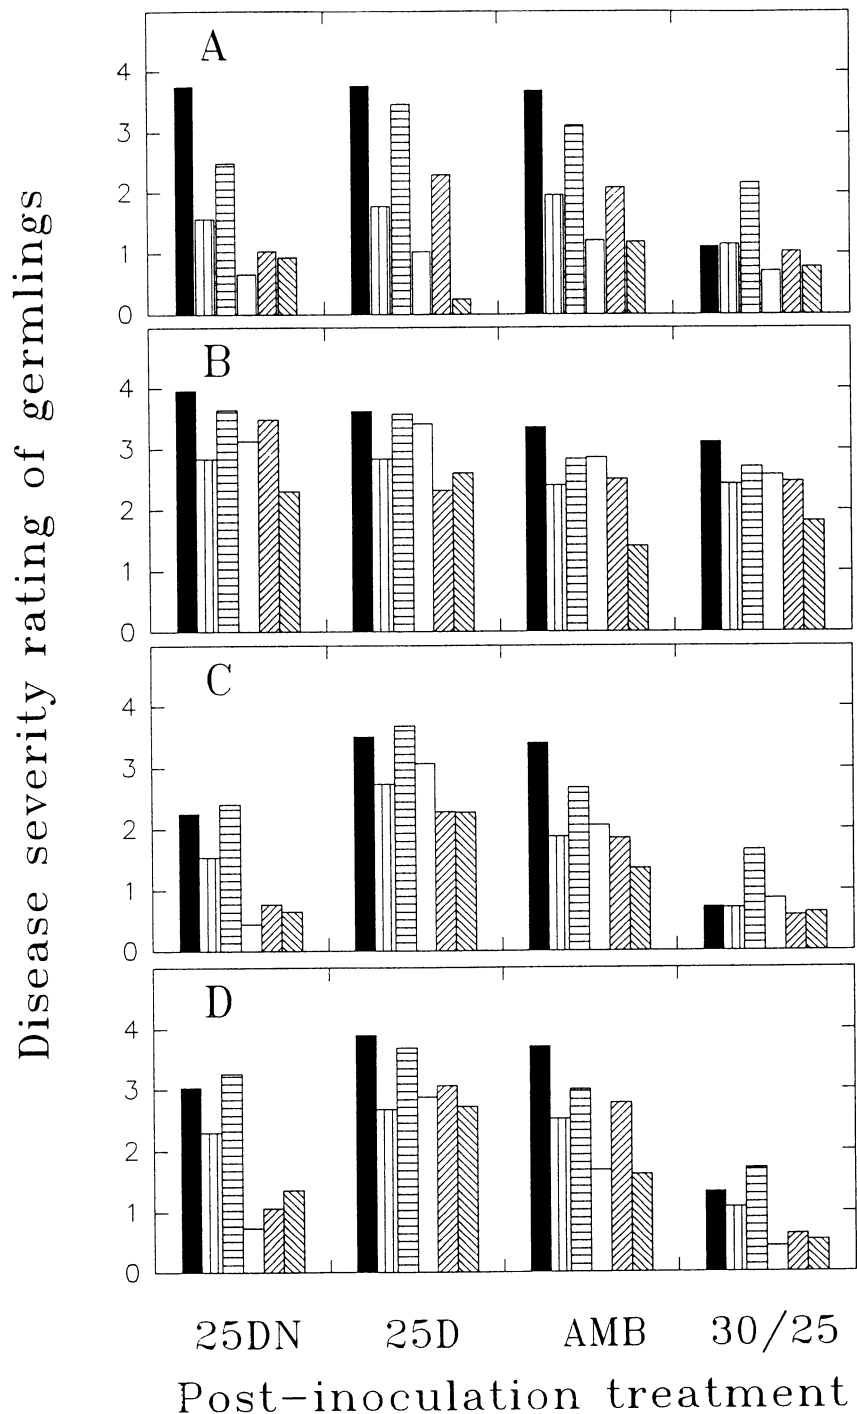 Disease severity rating of germlings
A
4
3
2
1
0
B
4
3
2
1
0
C
4
3
2
1
0
D
4
3
2
1
0
25DN 25D AMB 30/25
Post-inoculation treatment